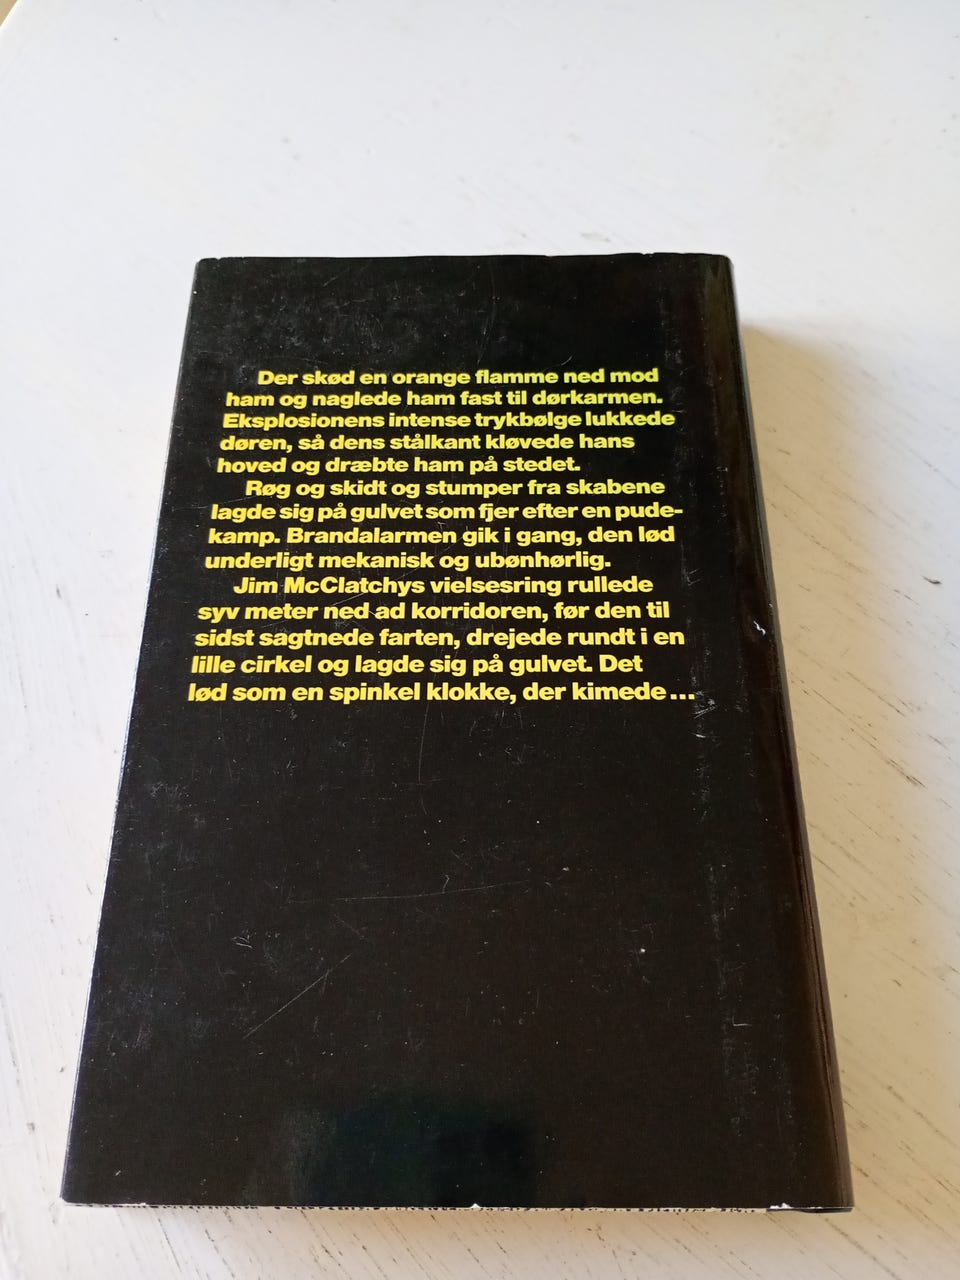 Der skød en orange flamme ned mod
ham og naglede ham fast til dørkarmen.
Eksplosionens intense trykbølge lukkede
døren, så dens stålkant kløvede hans
hoved og dræbte ham på stedet.
Røg og skidt og stumper fra skabene
lagde sig på gulvet som fjer efter en pude-
kamp. Brandalarmen gik i gang, den lød
underligt mekanisk og ubønhørlig.
Jim McClatchys vielsesring rullede
syv meter ned ad korridoren, før den til
sidst sagtnede farten, drejede rundt i en
lille cirkel og lagde sig på gulvet. Det
lød som en spinkel klokke, der kimede...